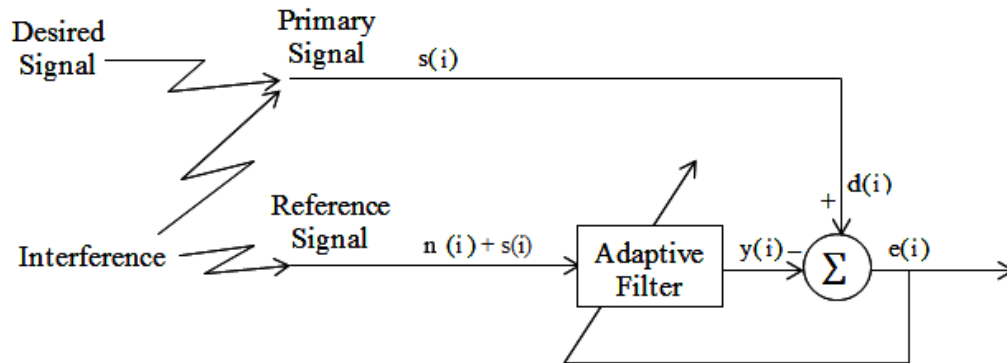 Desired
Signal
Primary
Signal
s(i)
d(i)
+
Interference
Reference
Signal
n (i) + s(i)
Adaptive
Filter
y(i) −
Σ
e(i)